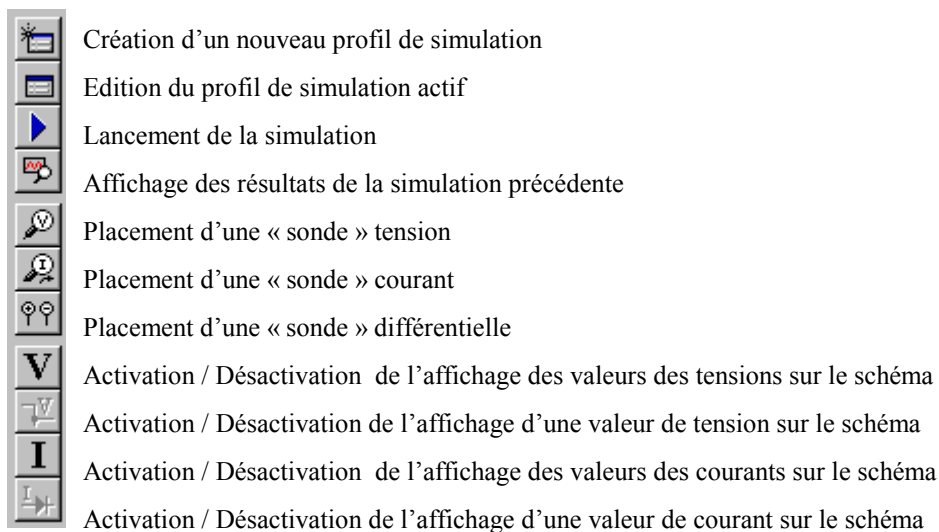 Création d’un nouveau profil de simulation
Edition du profil de simulation actif
Lancement de la simulation
Affichage des résultats de la simulation précédente
V
Placement d’une « sonde » tension
I
Placement d’une « sonde » courant
Placement d’une « sonde » différentielle
V
Activation / Désactivation de l’affichage des valeurs des tensions sur le schéma
V
Activation / Désactivation de l’affichage d’une valeur de tension sur le schéma
I
Activation / Désactivation de l’affichage des valeurs des courants sur le schéma
I
Activation / Désactivation de l’affichage d’une valeur de courant sur le schéma